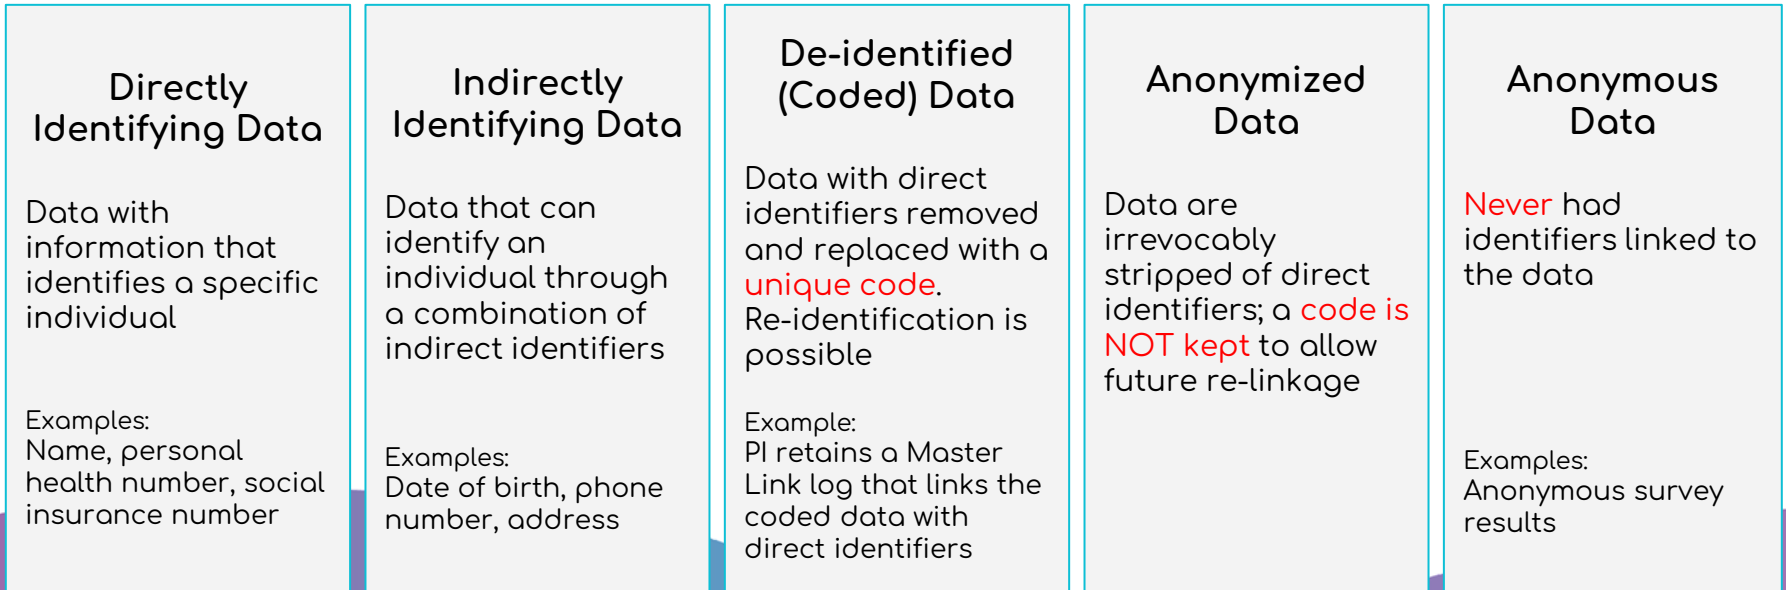 Directly
Identifying Data
Data with
information that
identifies a specific
individual
Examples:
Name, personal
health number, social
insurance number
Indirectly
Identifying Data
Data that can
identify an
individual through
a combination of
indirect identifiers
Examples:
Date of birth, phone
number, address
De-identified
(Coded) Data
Data with direct
identifiers removed
and replaced with a
unique code.
Re-identification is
possible
Example:
PI retains a Master
Link log that links the
coded data with
direct identifiers
Anonymized
Data
Data are
irrevocably
stripped of direct
identifiers; a code is
NOT kept to allow
future re-linkage
Anonymous
Data
Never had
identifiers linked to
the data
Examples:
Anonymous survey
results